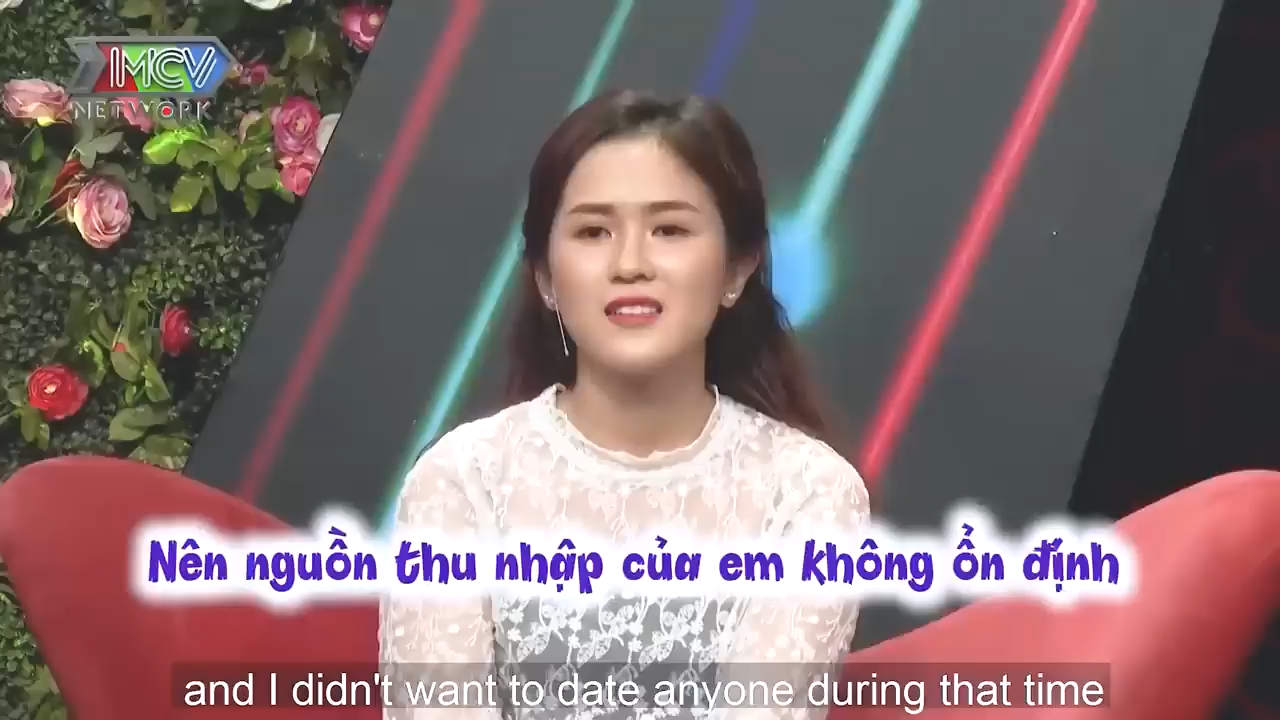 MCV
NETWORK
Nên nguồn thu nhập của em không ổn định
and I didn't want to date anyone during that time